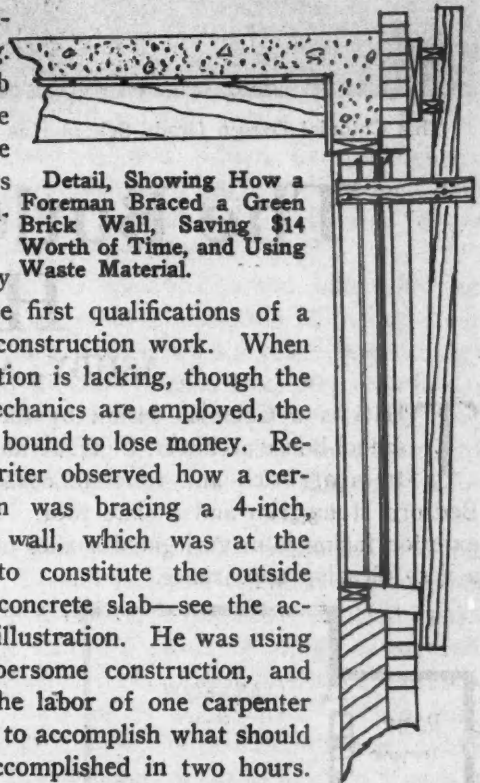 -
b
e
e
s
.
Detail, Showing How a
Foreman Braced a Green
Brick Wall, Saving $14
Worth of Time, and Using
Waste Material.
y
e first qualifications of a
construction work. When
tion is lacking, though the
echanics are employed, the
bound to lose money. Re-
riter observed how a cer-
n was bracing a 4-inch,
wall, which was at the
to constitute the outside
concrete slab—see the ac-
illustration. He was using
bersome construction, and
he labor of one carpenter
to accomplish what should
ccomplished in two hours.